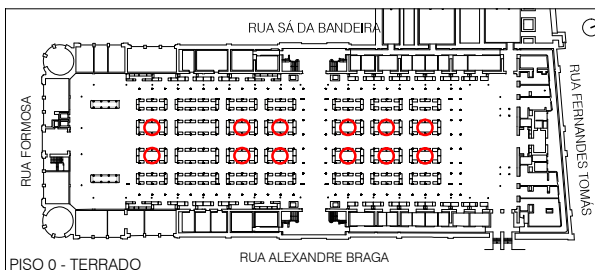 RUA SÁ DA BANDEIRA
RUA FORMOSA
RUA FERNANDES TOMÁS
RUA ALEXANDRE BRAGA
PISO 0 - TERRADO